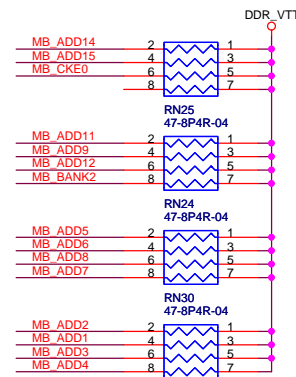 DDR_VTT
MB_ADD14 2 1
MB_ADD15 4 3
MB_CKE0 6 5
8 7
RN25
47-8P4R-04
MB_ADD11 2 1
MB_ADD9 4 3
MB_ADD12 6 5
MB_BANK2 8 7
RN24
47-8P4R-04
MB_ADD5 2 1
MB_ADD6 4 3
MB_ADD8 6 5
MB_ADD7 8 7
RN30
47-8P4R-04
MB_ADD2 2 1
MB_ADD1 4 3
MB_ADD3 6 5
MB_ADD4 8 7